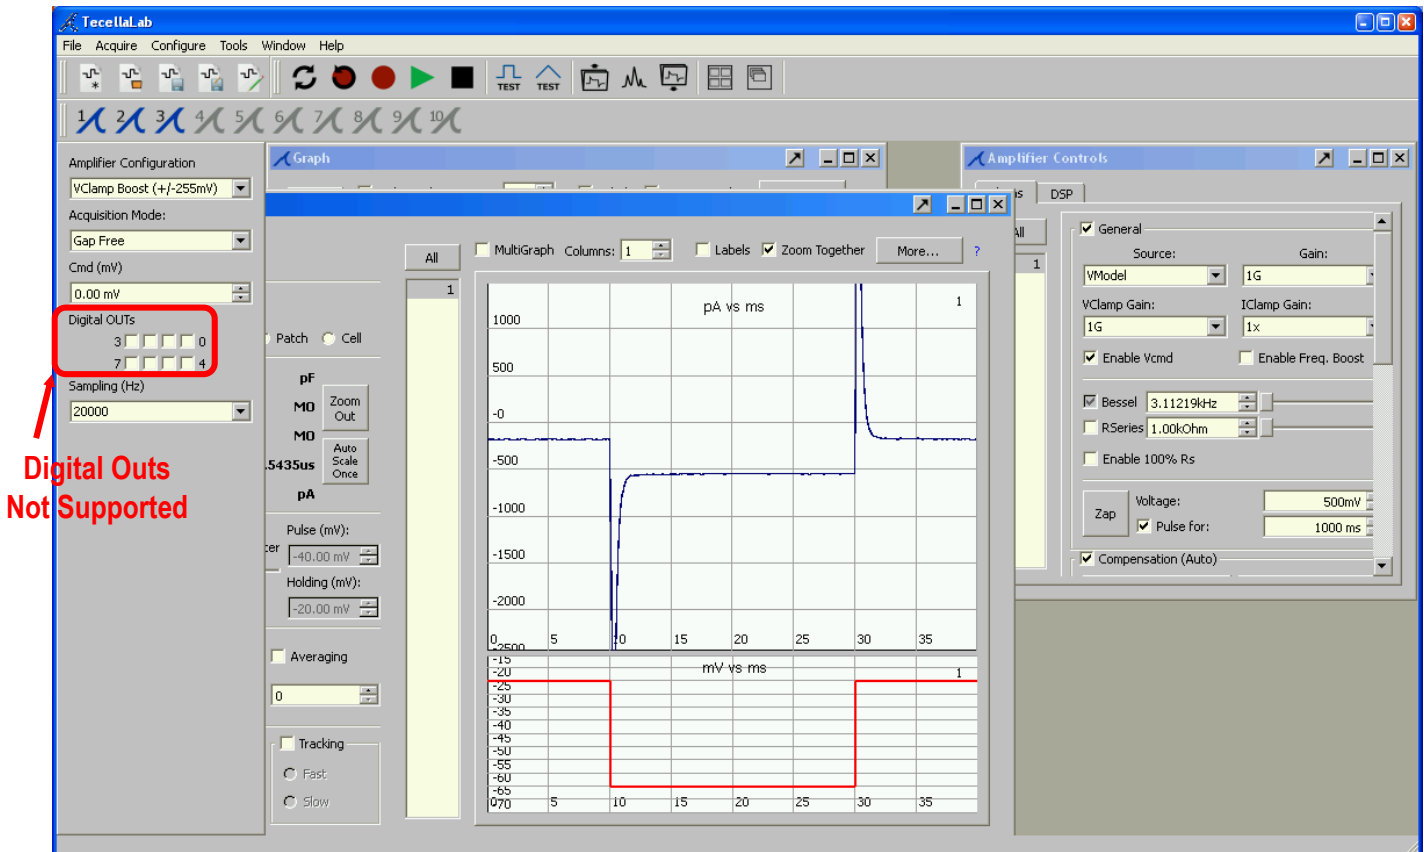 TecellaLab
File Acquire Configure Tools Window Help
TEST TEST
1 2 3 4 5 6 7 8 9 10
Amplifier Configuration
VClamp Boost (+/-255mV)
Acquisition Mode:
Gap Free
Cmd (mV)
0.00 mV
Digital OUTs
3 0
7 4
Sampling (Hz)
20000
Digital Outs
Not Supported
Graph
All
1
MultiGraph Columns: 1 Labels Zoom Together More... ?
Patch Cell
pF
MO
Zoom
Out
MO
.5435us
Auto
Scale
Once
pA
Pulse (mV):
-40.00 mV
Holding (mV):
-20.00 mV
Averaging
0
Tracking
Fast
Slow
pA vs ms
1
1000
500
-0
-500
-1000
-1500
-2000
-2500
0 5 10 15 20 25 30 35
mV vs ms
1
-15
-20
-25
-30
-35
-40
-45
-50
-55
-60
-65
-70
0 5 10 15 20 25 30 35
Amplifier Controls
DSP
All
1
General
Source: Gain:
VModel 1G
VClamp Gain: IClamp Gain:
1G 1x
Enable Vcmd Enable Freq. Boost
Bessel 3.11219kHz
RSeries 1.00kOhm
Enable 100% Rs
Zap
Voltage: 500mV
Pulse for: 1000 ms
Compensation (Auto)